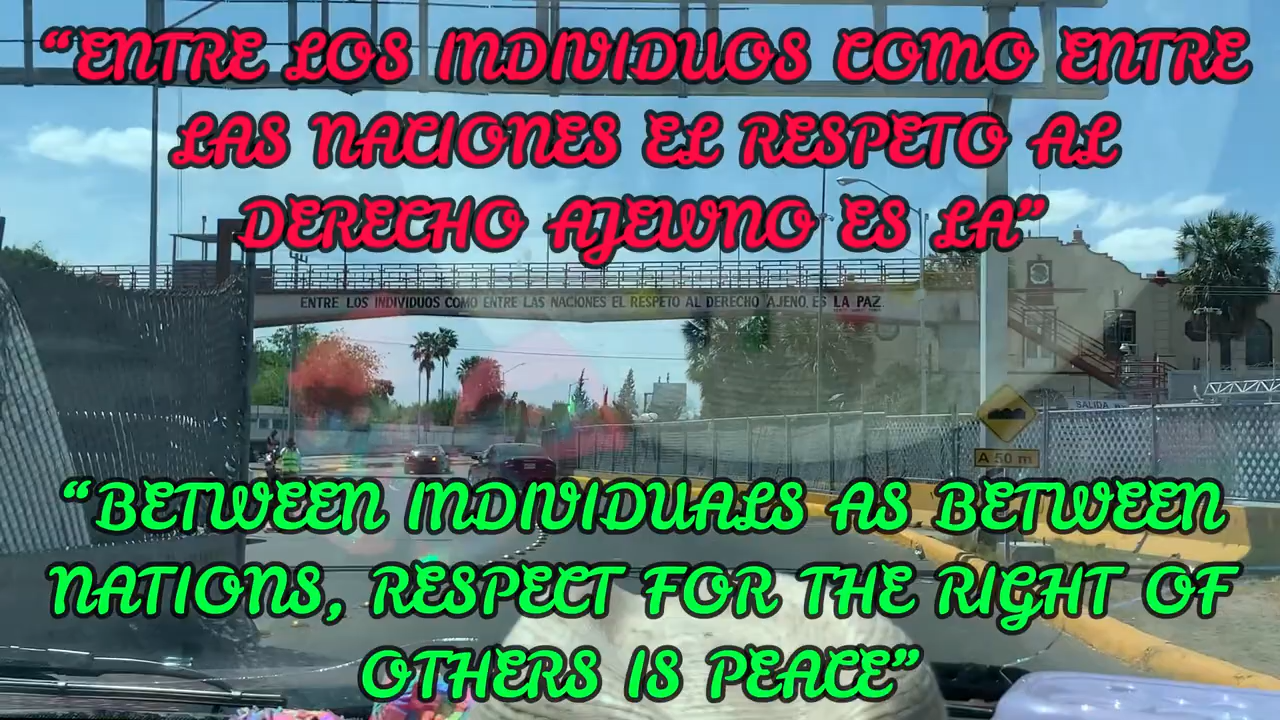 “ENTRE LOS INDIVIDUOS COMO ENTRE
LAS NACIONES EL RESPETO AL
DERECHO AJEWNO ES LA”
ENTRE LOS INDIVIDUOS COMO ENTRE LAS NACIONES EL RESPETO AL DERECHO AJENO, ES LA PAZ.
SALIDA
A 50 m
“BETWEEN INDIVIDUALS AS BETWEEN
NATIONS, RESPECT FOR THE RIGHT OF
OTHERS IS PEACE”